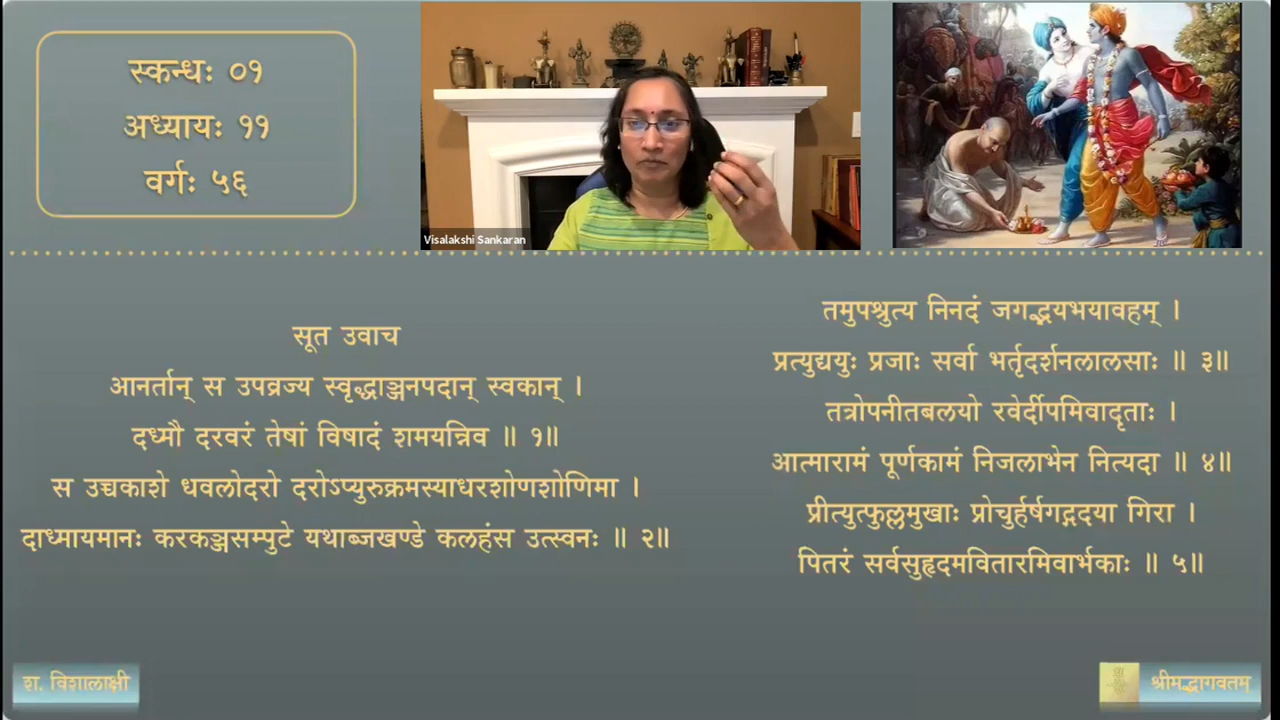 स्कन्धः ०१
अध्यायः ११
वर्गः ५६
Visalakshi Sankaran
सूत उवाच
आनर्तान् स उपव्रज्य स्वृद्धाञ्जनपदान् स्वकान् ।
दध्मौ दरवरं तेषां विषादं शमयन्निव ॥ १॥
स उच्चकाशे धवलोदरो दरोऽप्युरुक्रमस्याधरशोणशोणिमा ।
दाध्मायमानः करकञ्जसम्पुटे यथाब्जखण्डे कलहंस उत्स्वनः ॥ २॥
तमुपश्रुत्य निनदं जगद्भयभयावहम् ।
प्रत्युद्ययुः प्रजाः सर्वा भर्तृदर्शनलालसाः ॥ ३॥
तत्रोपनीतबलयो रवेर्दीपमिवादृताः ।
आत्मारामं पूर्णकामं निजलाभेन नित्यदा ॥ ४॥
प्रीत्युत्फुल्लमुखाः प्रोचुर्हर्षगद्गदया गिरा ।
पितरं सर्वसुहृदमवितारमिवार्भकाः ॥ ५॥
श. विशालाक्षी
श्रीमद्भागवतम्